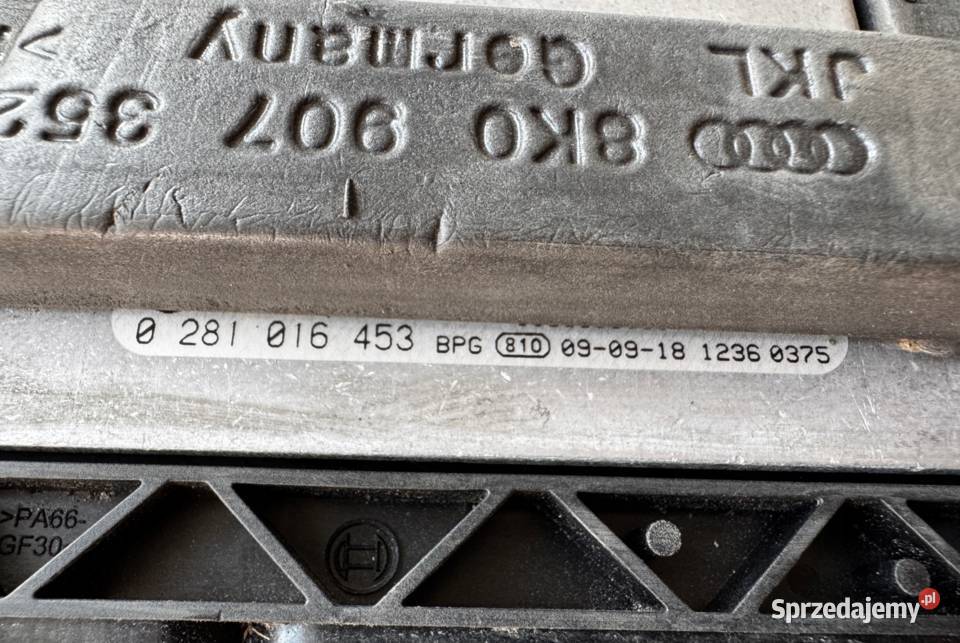 JKL Germany
8K0 907 352
0 281 016 453 BPG 810 09-09-18 1236 0375
>PA66-
GF30
Sprzedajemy.pl